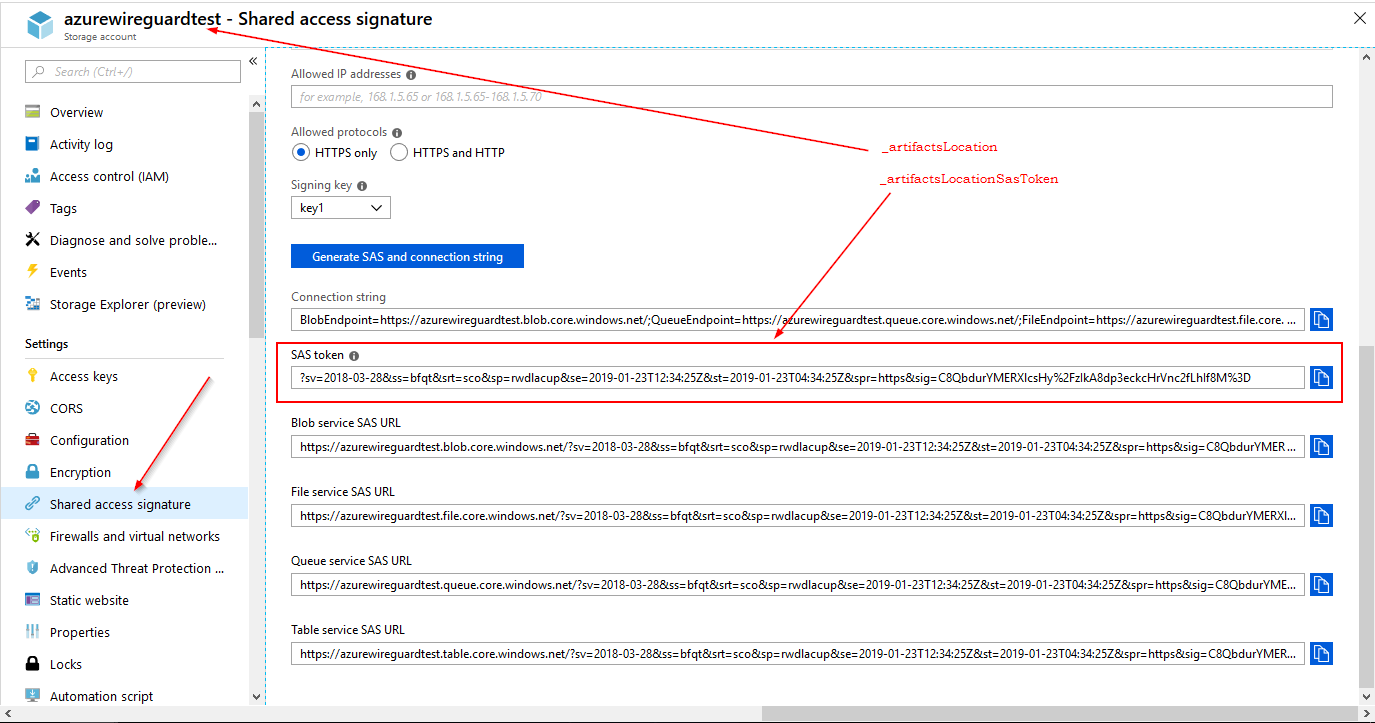 azurewireguardtest - Shared access signature
Storage account
Search (Ctrl+/)
«
Overview
Activity log
Access control (IAM)
Tags
Diagnose and solve proble...
Events
Storage Explorer (preview)
Settings
Access keys
CORS
Configuration
Encryption
Shared access signature
Firewalls and virtual networks
Advanced Threat Protection ...
Static website
Properties
Locks
Automation script
Allowed IP addresses
for example, 168.1.5.65 or 168.1.5.65-168.1.5.70
Allowed protocols
HTTPS only HTTPS and HTTP
_artifactsLocation
_artifactsLocationSasToken
Signing key
key1
Generate SAS and connection string
Connection string
BlobEndpoint=https://azurewireguardtest.blob.core.windows.net/;QueueEndpoint=https://azurewireguardtest.queue.core.windows.net/;FileEndpoint=https://azurewireguardtest.file.core. ...
SAS token
?sv=2018-03-28&ss=bfqt&srt=sco&sp=rwdlacup&se=2019-01-23T12:34:25Z&st=2019-01-23T04:34:25Z&spr=https&sig=C8QbdurYMERXIcsHy%2FzlkA8dp3eckcHrVnc2fLhlf8M%3D
Blob service SAS URL
https://azurewireguardtest.blob.core.windows.net/?sv=2018-03-28&ss=bfqt&srt=sco&sp=rwdlacup&se=2019-01-23T12:34:25Z&st=2019-01-23T04:34:25Z&spr=https&sig=C8QbdurYMER ...
File service SAS URL
https://azurewireguardtest.file.core.windows.net/?sv=2018-03-28&ss=bfqt&srt=sco&sp=rwdlacup&se=2019-01-23T12:34:25Z&st=2019-01-23T04:34:25Z&spr=https&sig=C8QbdurYMERXI...
Queue service SAS URL
https://azurewireguardtest.queue.core.windows.net/?sv=2018-03-28&ss=bfqt&srt=sco&sp=rwdlacup&se=2019-01-23T12:34:25Z&st=2019-01-23T04:34:25Z&spr=https&sig=C8QbdurYME...
Table service SAS URL
https://azurewireguardtest.table.core.windows.net/?sv=2018-03-28&ss=bfqt&srt=sco&sp=rwdlacup&se=2019-01-23T12:34:25Z&st=2019-01-23T04:34:25Z&spr=https&sig=C8QbdurYMER...